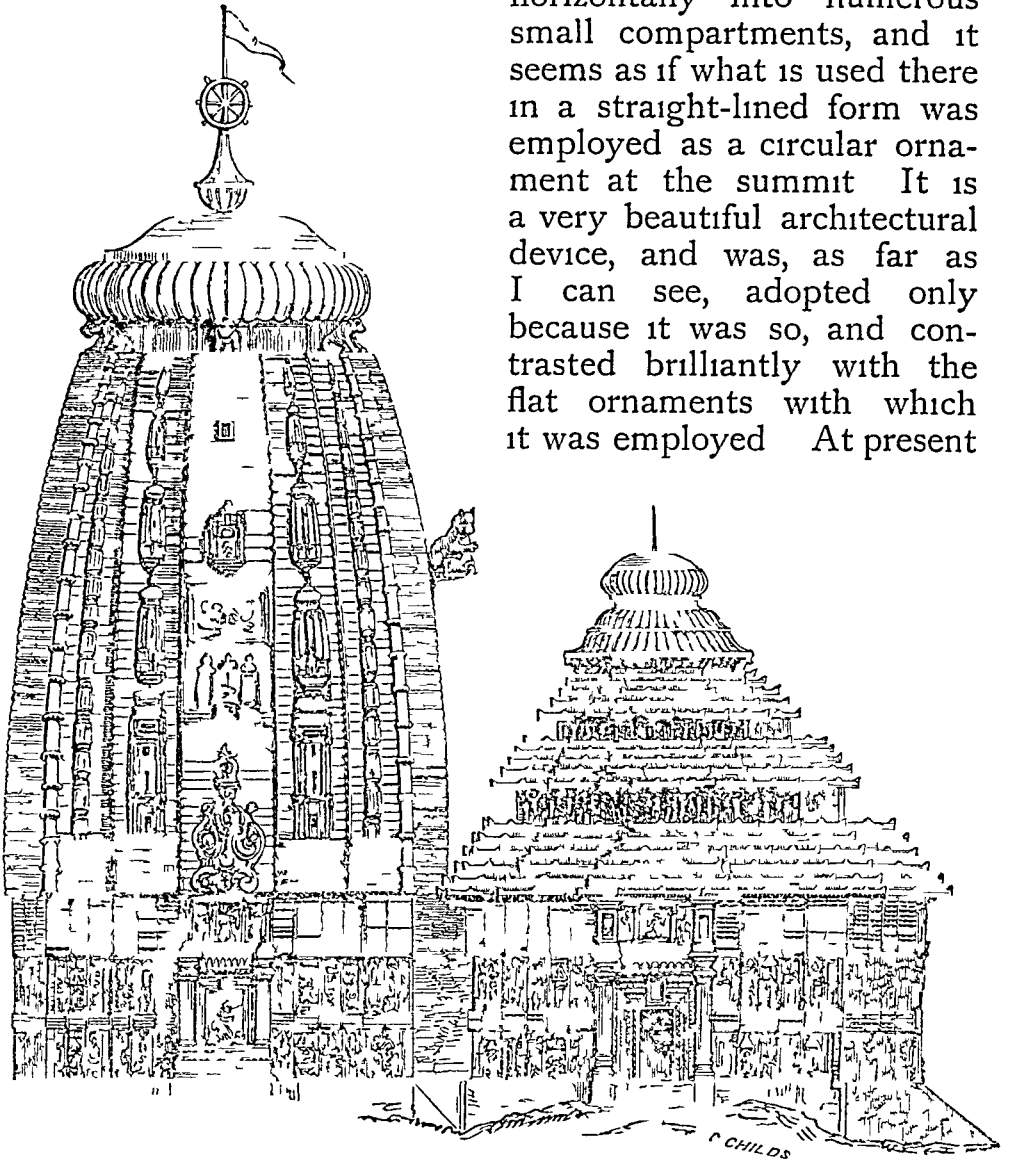 small compartments, and it
seems as if what is used there
in a straight-lined form was
employed as a circular orna-
ment at the summit It is
a very beautiful architectural
device, and was, as far as
I can see, adopted only
because it was so, and con-
trasted brilliantly with the
flat ornaments with which
it was employed At present
CHILDS